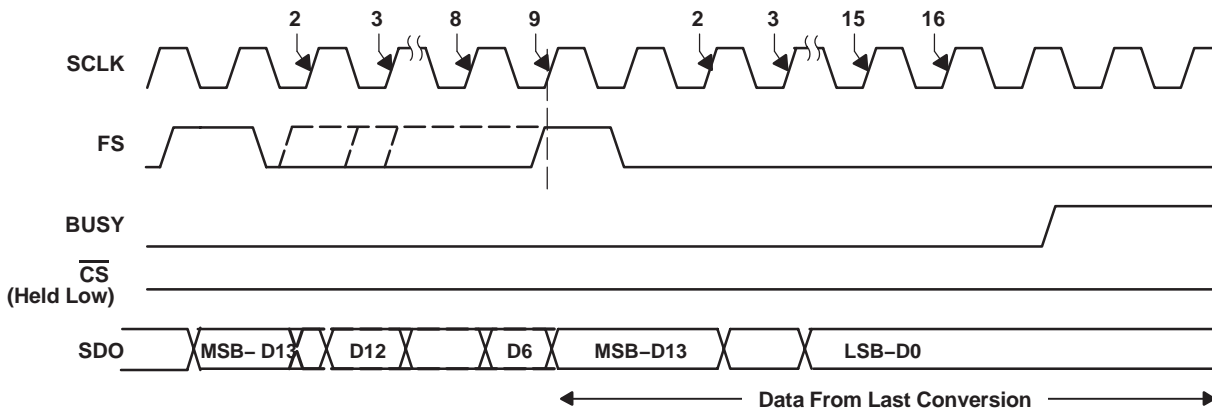 2 3 8 9 2 3 15 16
SCLK
FS
BUSY
CS
(Held Low)
SDO MSB– D13 D12 D6 MSB–D13 LSB–D0
Data From Last Conversion